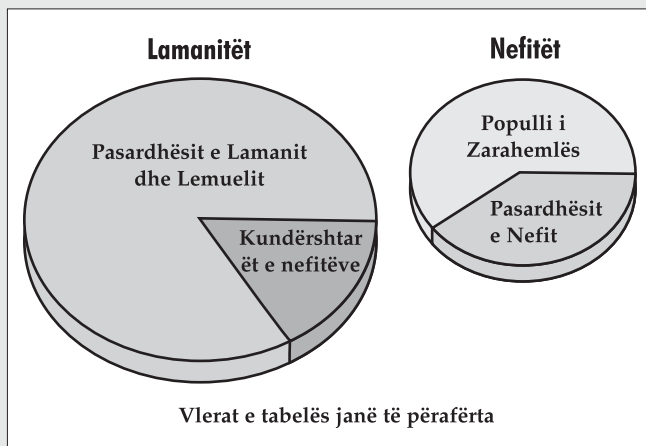 Lamanitët
Nefitët
Pasardhësit e Lamanit
dhe Lemuelit
Kundërshtar
ët e nefitëve
Populli i
Zarahemlës
Pasardhësit
e Nefit
Vlerat e tabelës janë të përafërta